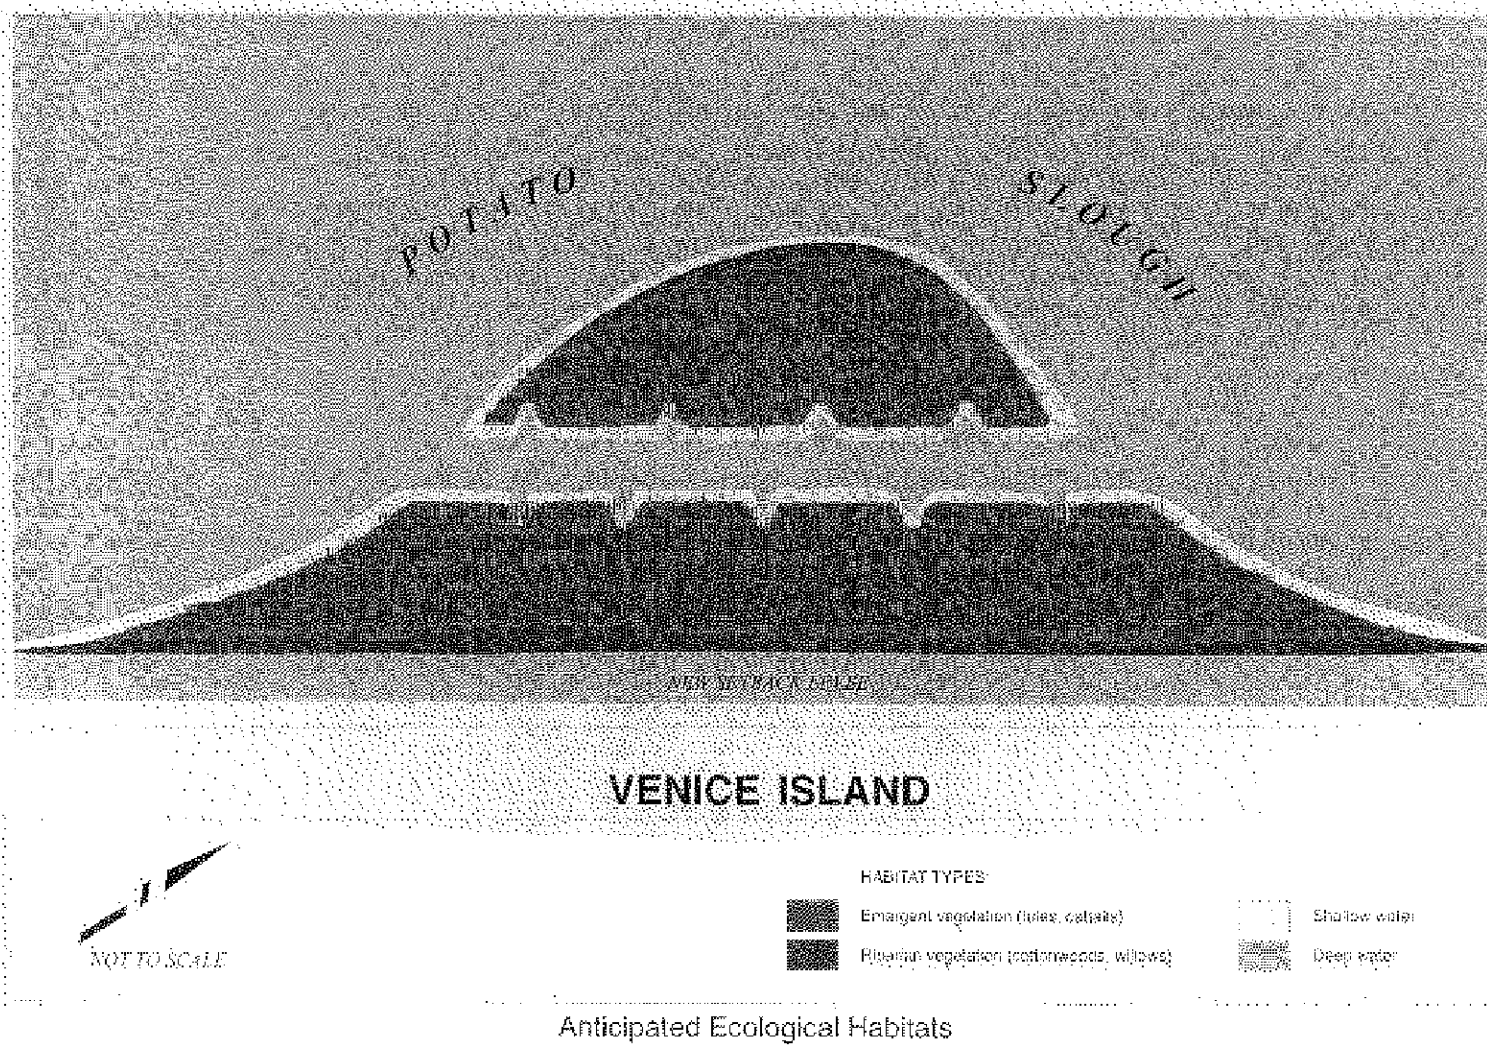 POTATO SLOUGH
NEW SETBACK LEVEE
VENICE ISLAND
NOT TO SCALE
HABITAT TYPES
Emergent vegetation (tules, cattails)
Riparian vegetation (cottonwoods, willows)
Shallow water
Deep water
Anticipated Ecological Habitats